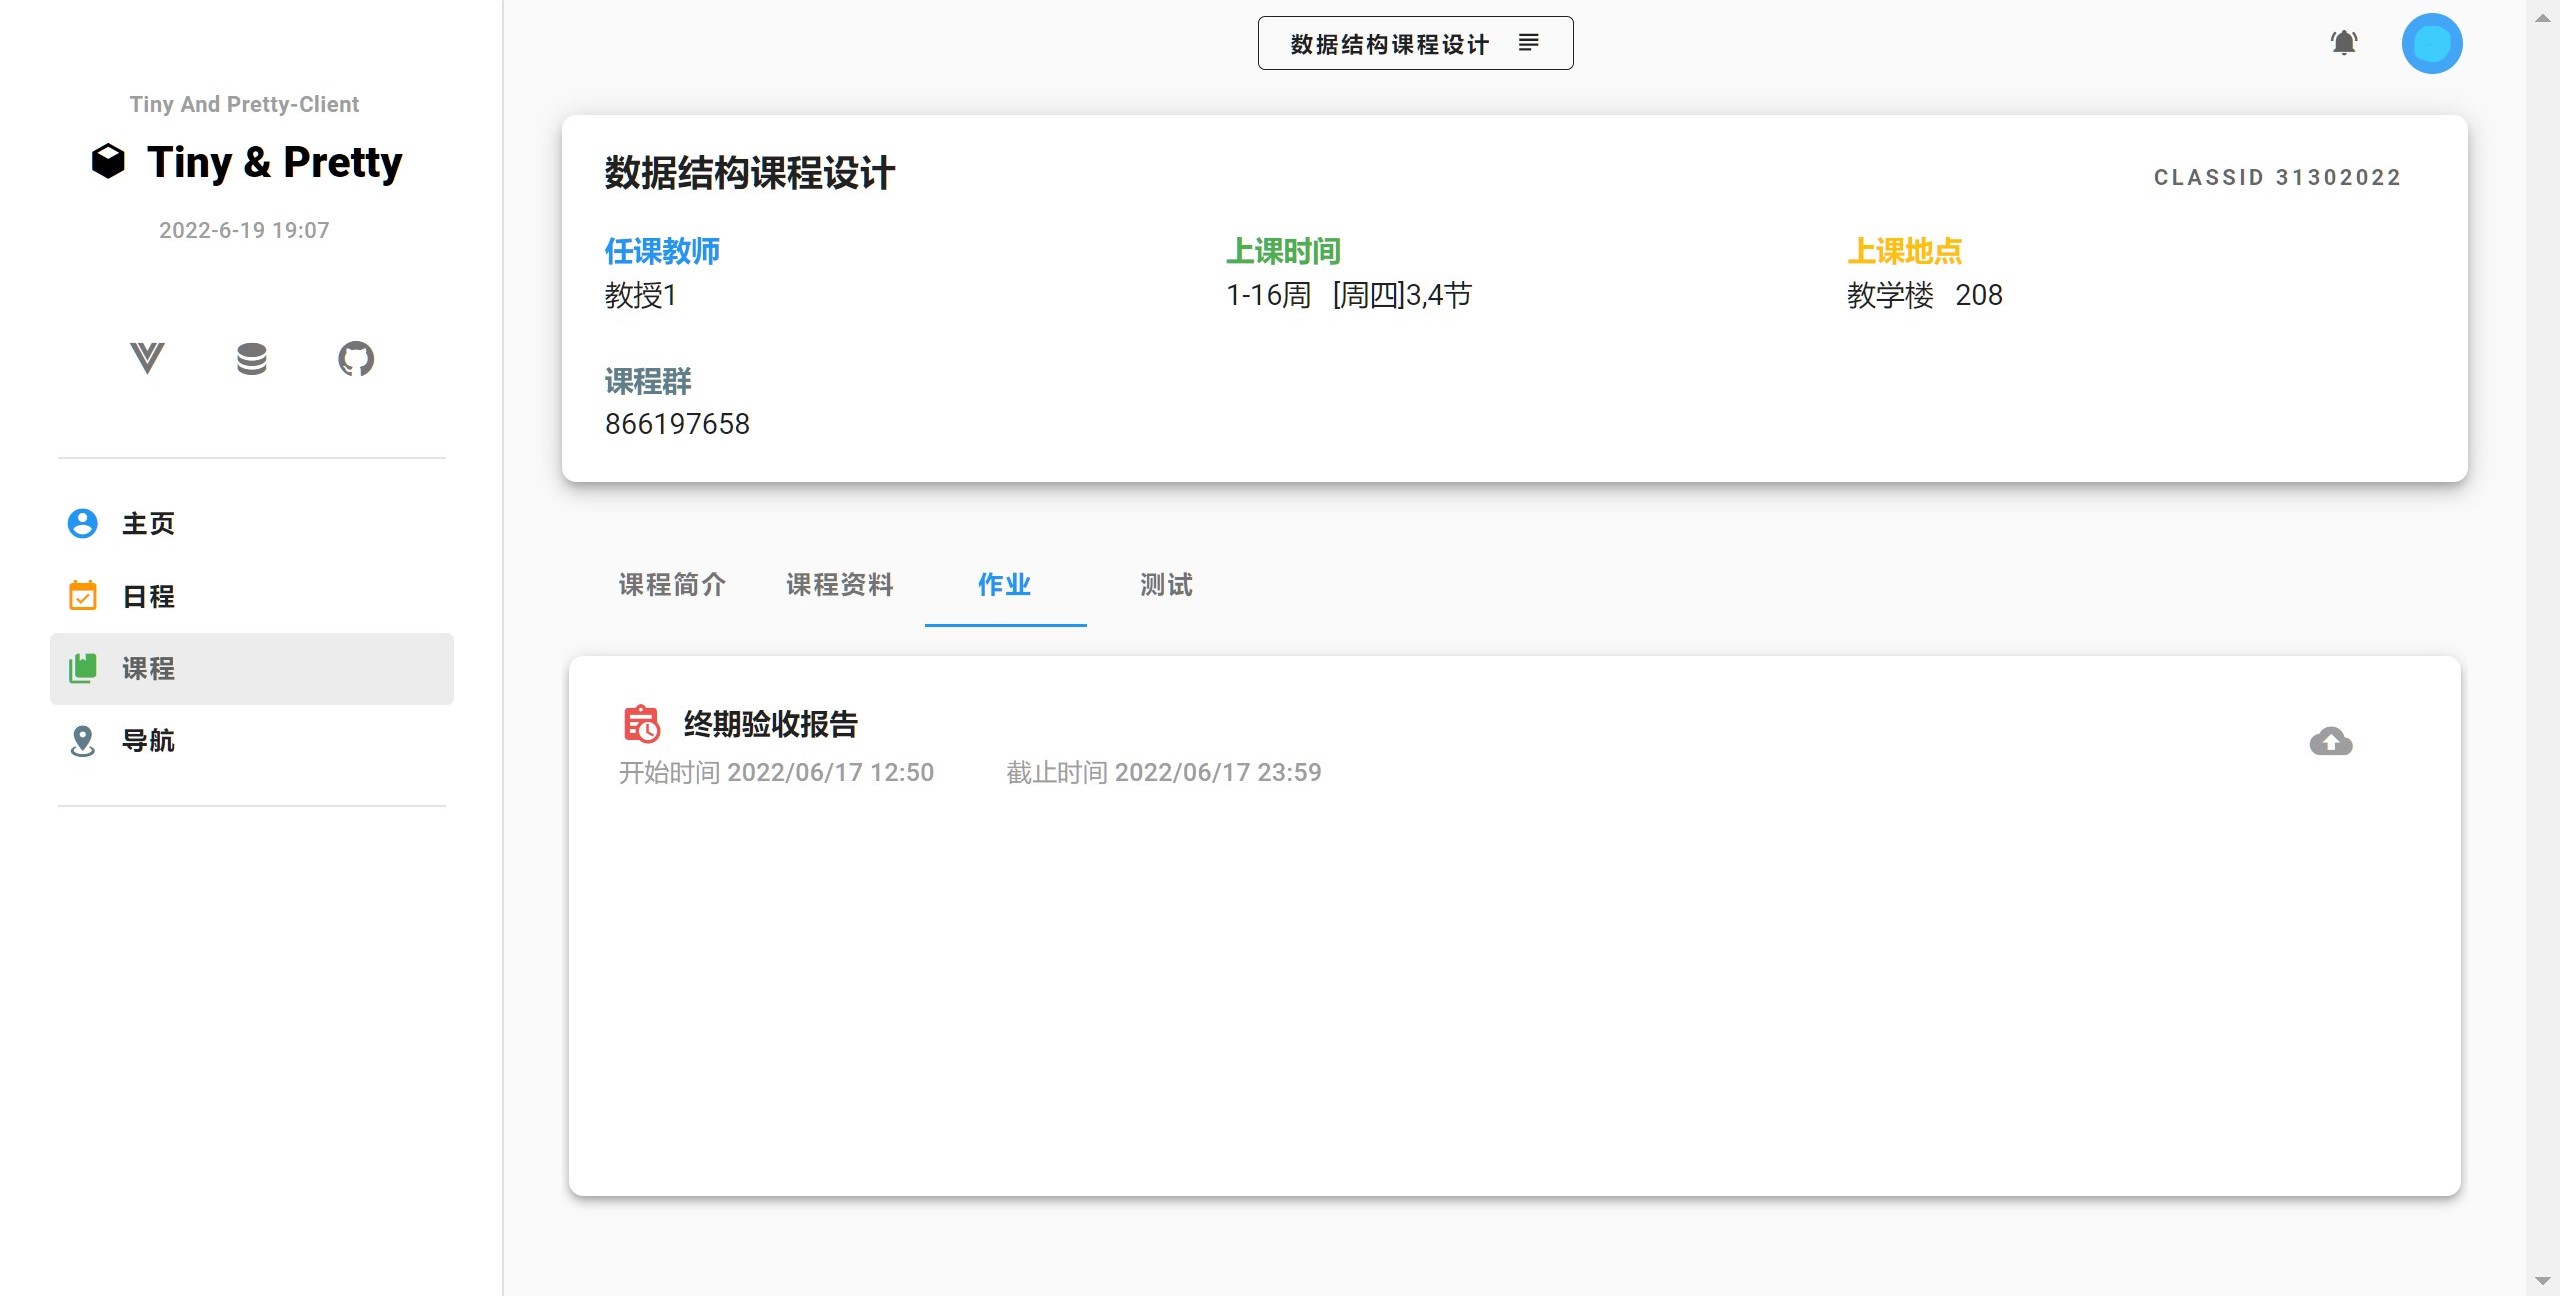 Tiny And Pretty-Client
Tiny & Pretty
2022-6-19 19:07
主页
日程
课程
导航
数据结构课程设计
数据结构课程设计
CLASSID 31302022
任课教师
教授1
上课时间
1-16周 [周四]3,4节
上课地点
教学楼 208
课程群
866197658
课程简介 课程资料 作业 测试
终期验收报告
开始时间 2022/06/17 12:50 截止时间 2022/06/17 23:59